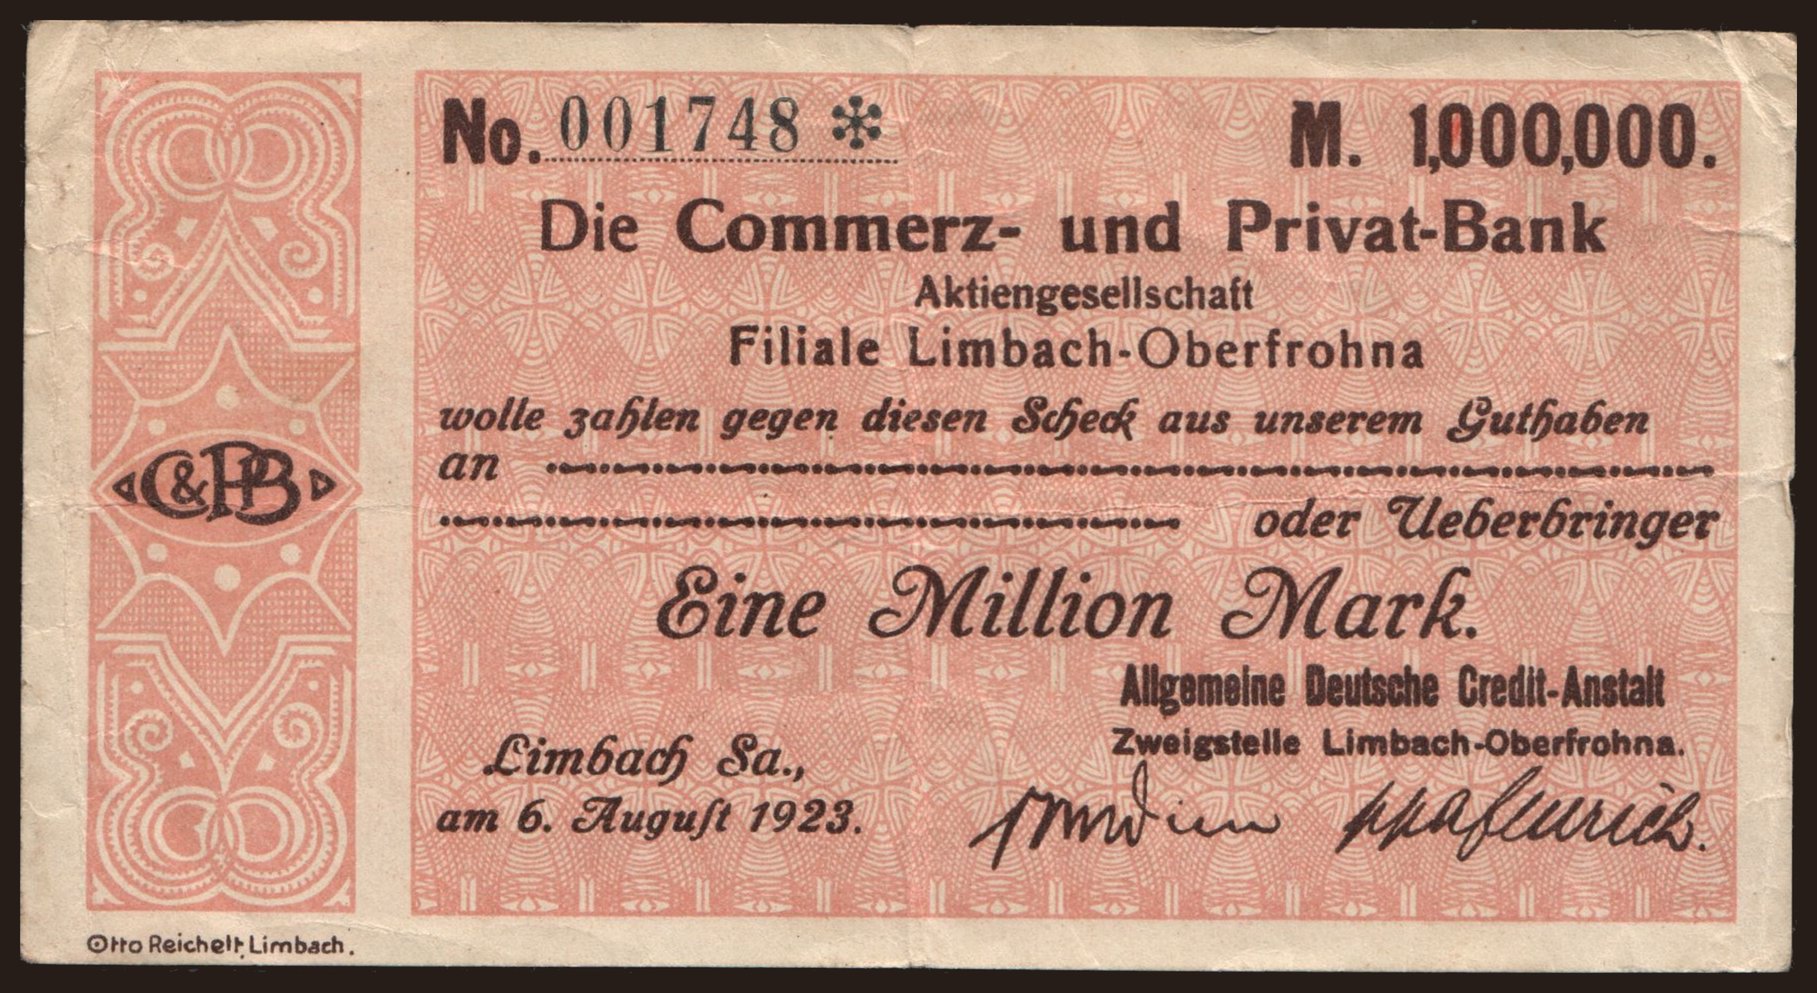 No. 001748 *
M. 1,000,000.
Die Commerz- und Privat-Bank
Aktiengesellschaft
Filiale Limbach-Oberfrohna
wolle zahlen gegen diesen Scheck aus unserem Guthaben
an
oder Ueberbringer
Eine Million Mark.
Allgemeine Deutsche Credit-Anstalt
Zweigstelle Limbach-Oberfrohna.
Limbach Sa.,
am 6. August 1923.
C&PB
Otto Reichelt, Limbach.